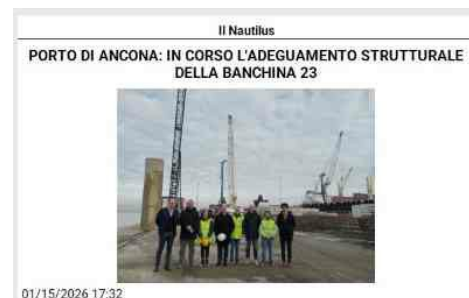 Il Nautilus
PORTO DI ANCONA: IN CORSO L'ADEGUAMENTO STRUTTURALE
DELLA BANCHINA 23
01/15/2026 17:32